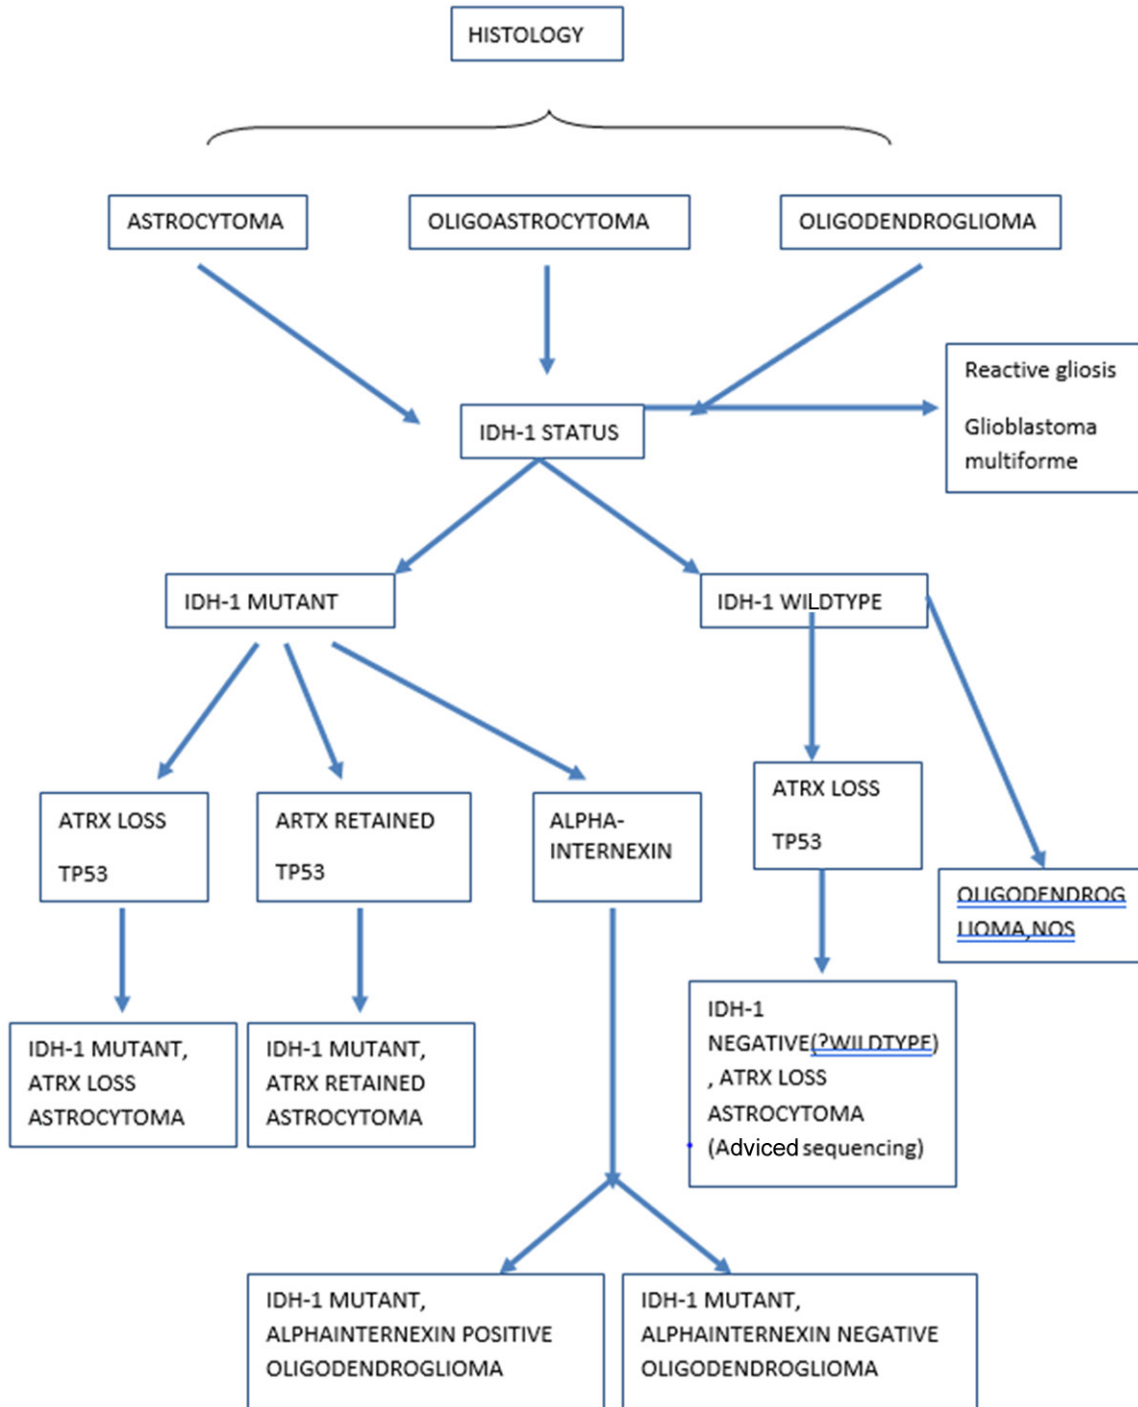 HISTOLOGY
ASTROCYTOMA
OLIGOASTROCYTOMA
OLIGODENDROGLIOMA
Reactive gliosis
Glioblastoma
multiforme
IDH-1 STATUS
IDH-1 MUTANT
IDH-1 WILDTYPE
ATRX LOSS
TP53
ARTX RETAINED
TP53
ALPHA-
INTERNEXIN
ATRX LOSS
TP53
OLIGODENDROG
LIOMA,NOS
IDH-1 MUTANT,
ATRX LOSS
ASTROCYTOMA
IDH-1 MUTANT,
ATRX RETAINED
ASTROCYTOMA
IDH-1
NEGATIVE(?WILDTYPE)
, ATRX LOSS
ASTROCYTOMA
(Adviced sequencing)
IDH-1 MUTANT,
ALPHAINTERNEXIN POSITIVE
OLIGODENDROGLIOMA
IDH-1 MUTANT,
ALPHAINTERNEXIN NEGATIVE
OLIGODENDROGLIOMA